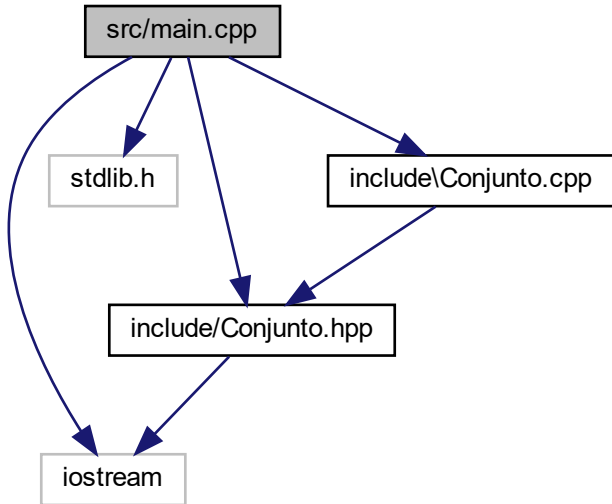 src/main.cpp
stdlib.h
include\Conjunto.cpp
include/Conjunto.hpp
iostream